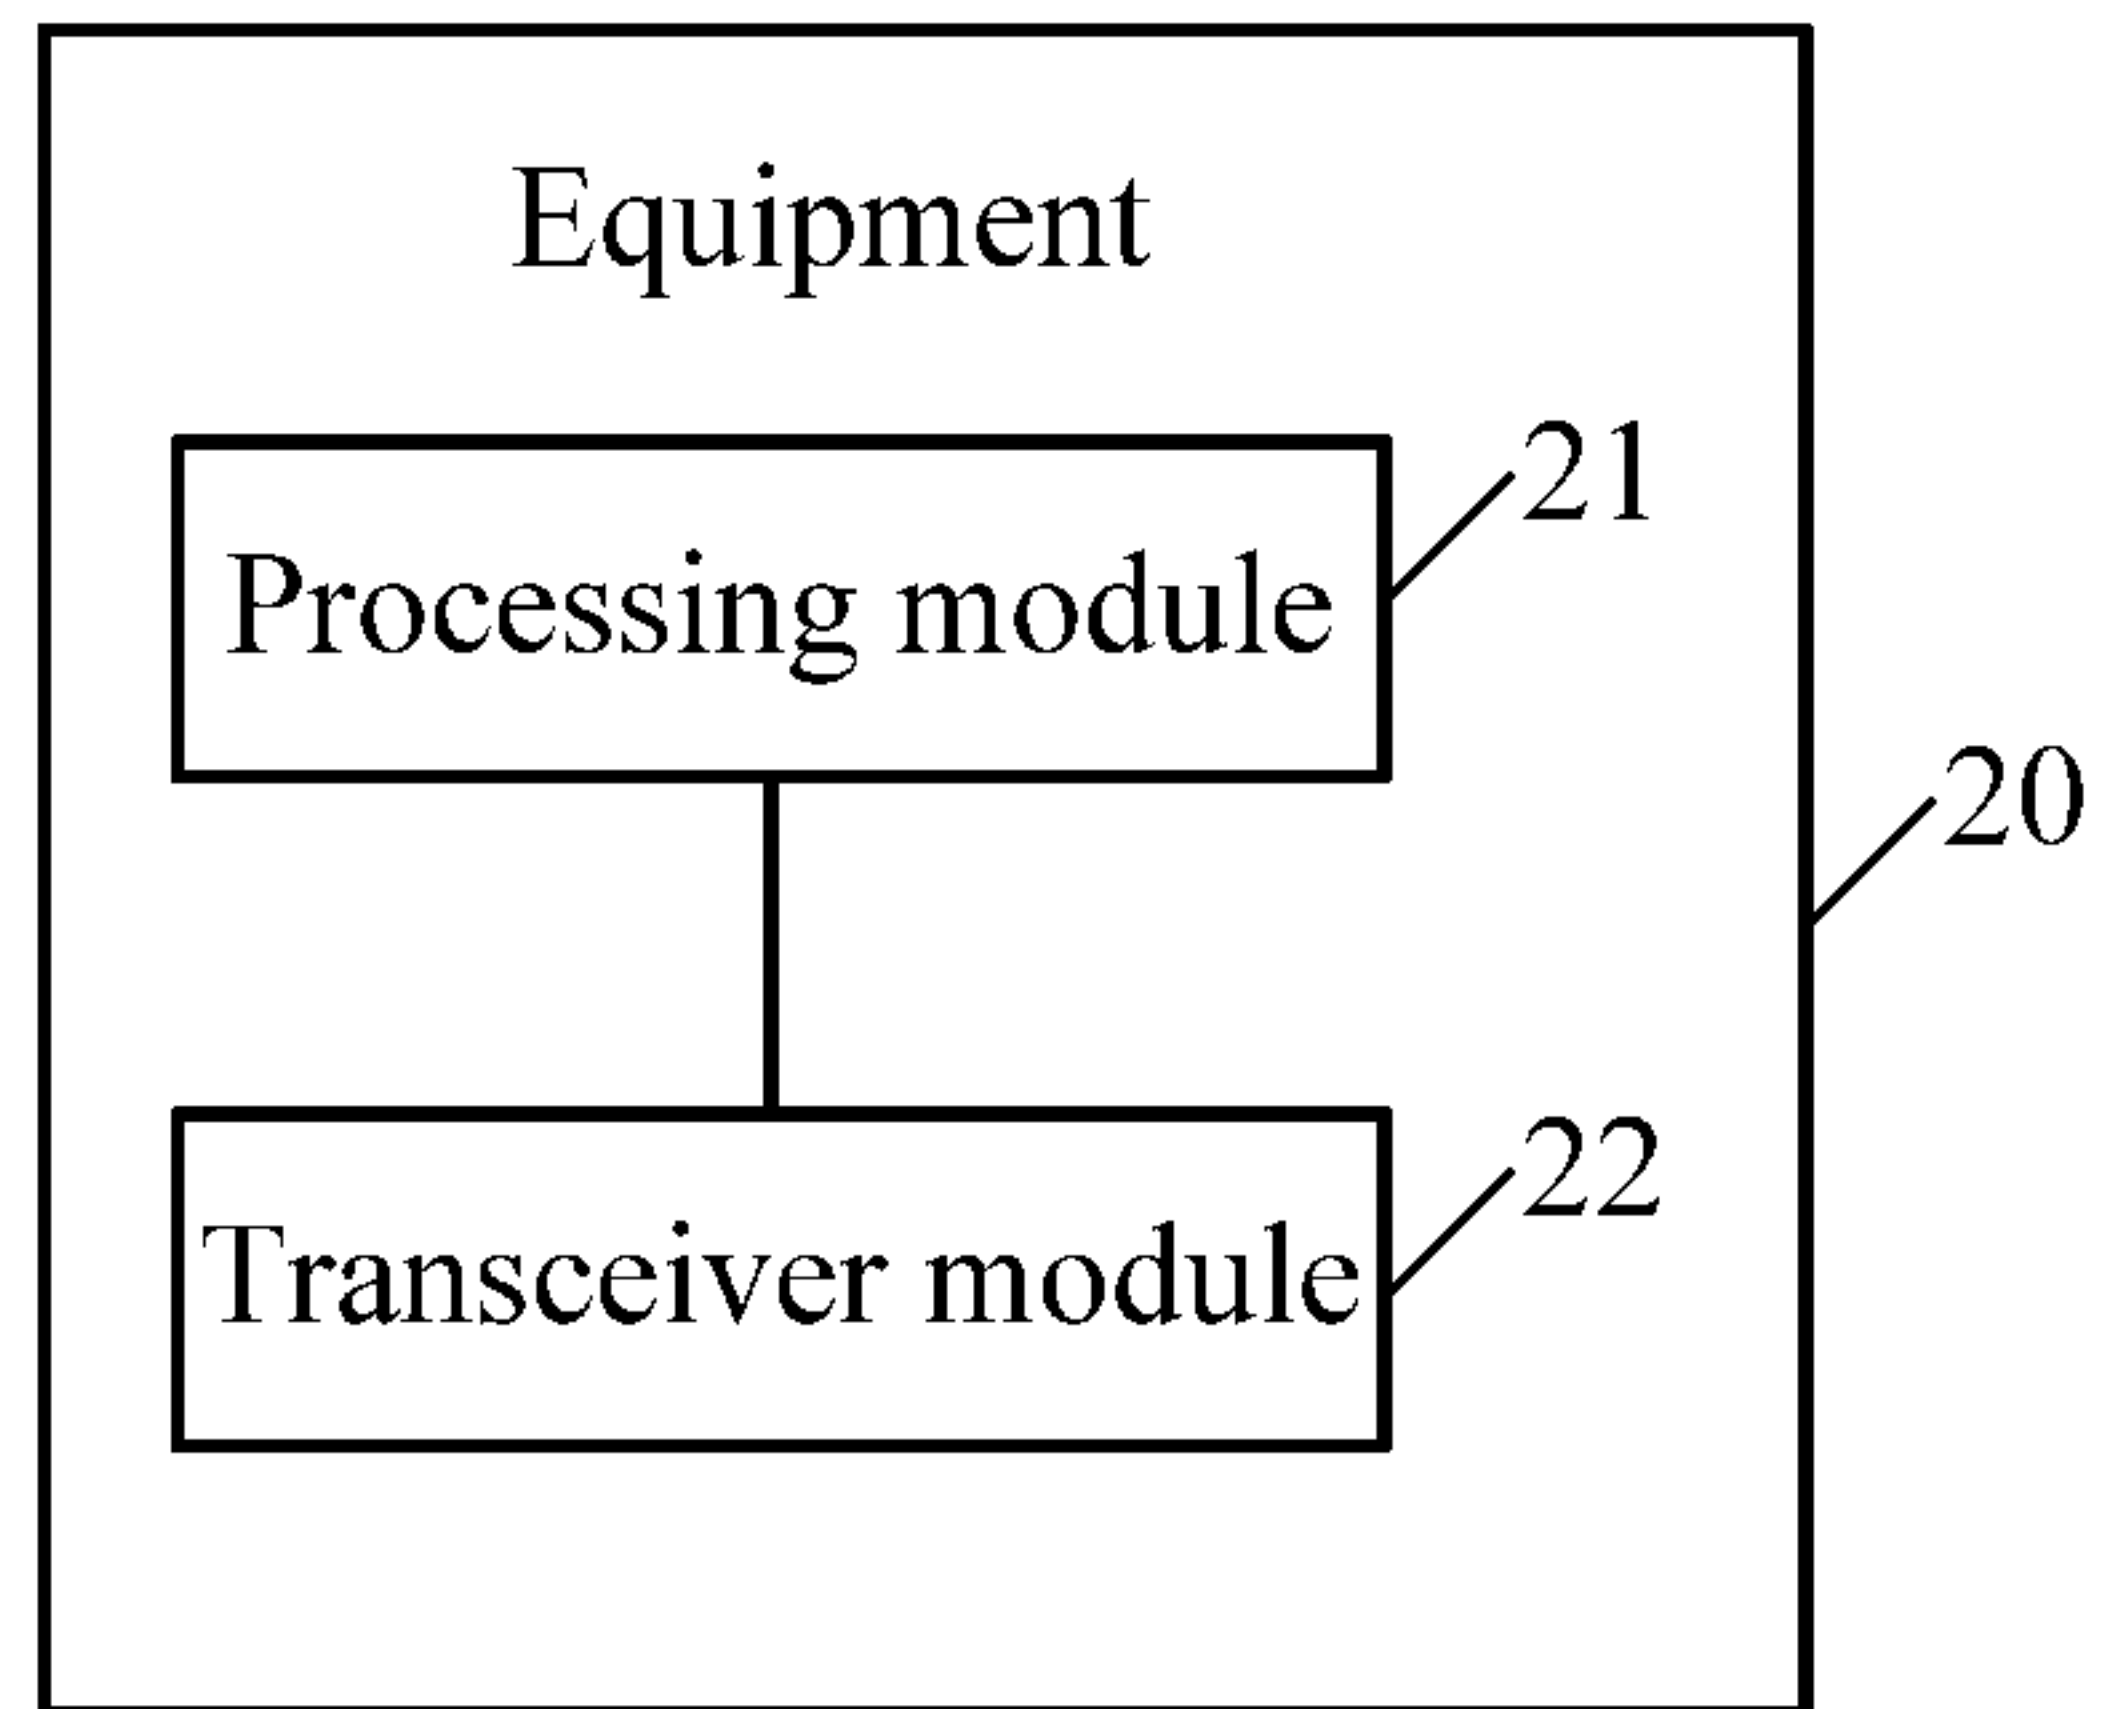 Equipment
21
Processing module
20
22
Transceiver module